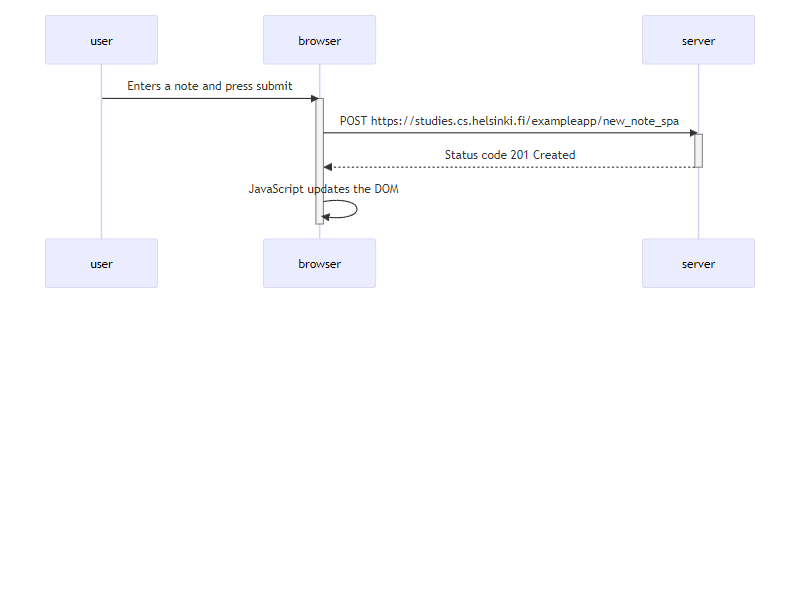 user
browser
server
Enters a note and press submit
POST https://studies.cs.helsinki.fi/exampleapp/new_note_spa
Status code 201 Created
JavaScript updates the DOM
user
browser
server